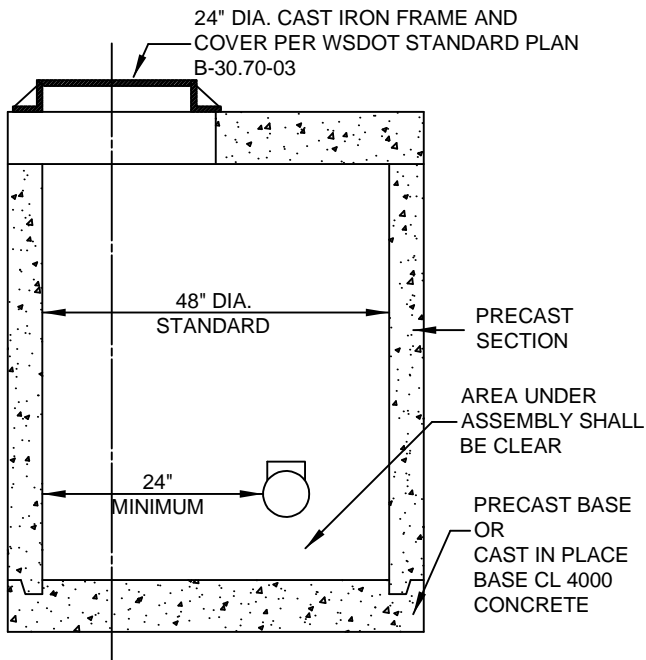 24" DIA. CAST IRON FRAME AND
COVER PER WSDOT STANDARD PLAN
B-30.70-03
48" DIA.
STANDARD
PRECAST
SECTION
AREA UNDER
ASSEMBLY SHALL
BE CLEAR
24"
MINIMUM
PRECAST BASE
OR
CAST IN PLACE
BASE CL 4000
CONCRETE